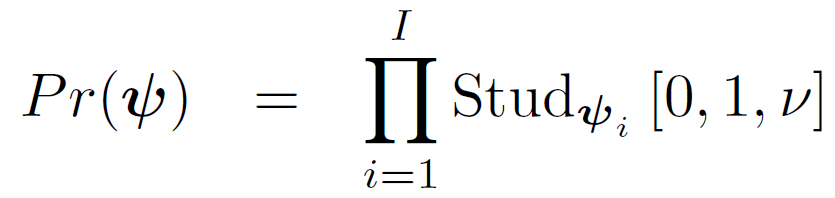 Pr(𝝍) = ∏_{i=1}^{I} Stud_{𝝍_i} [0, 1, ν]